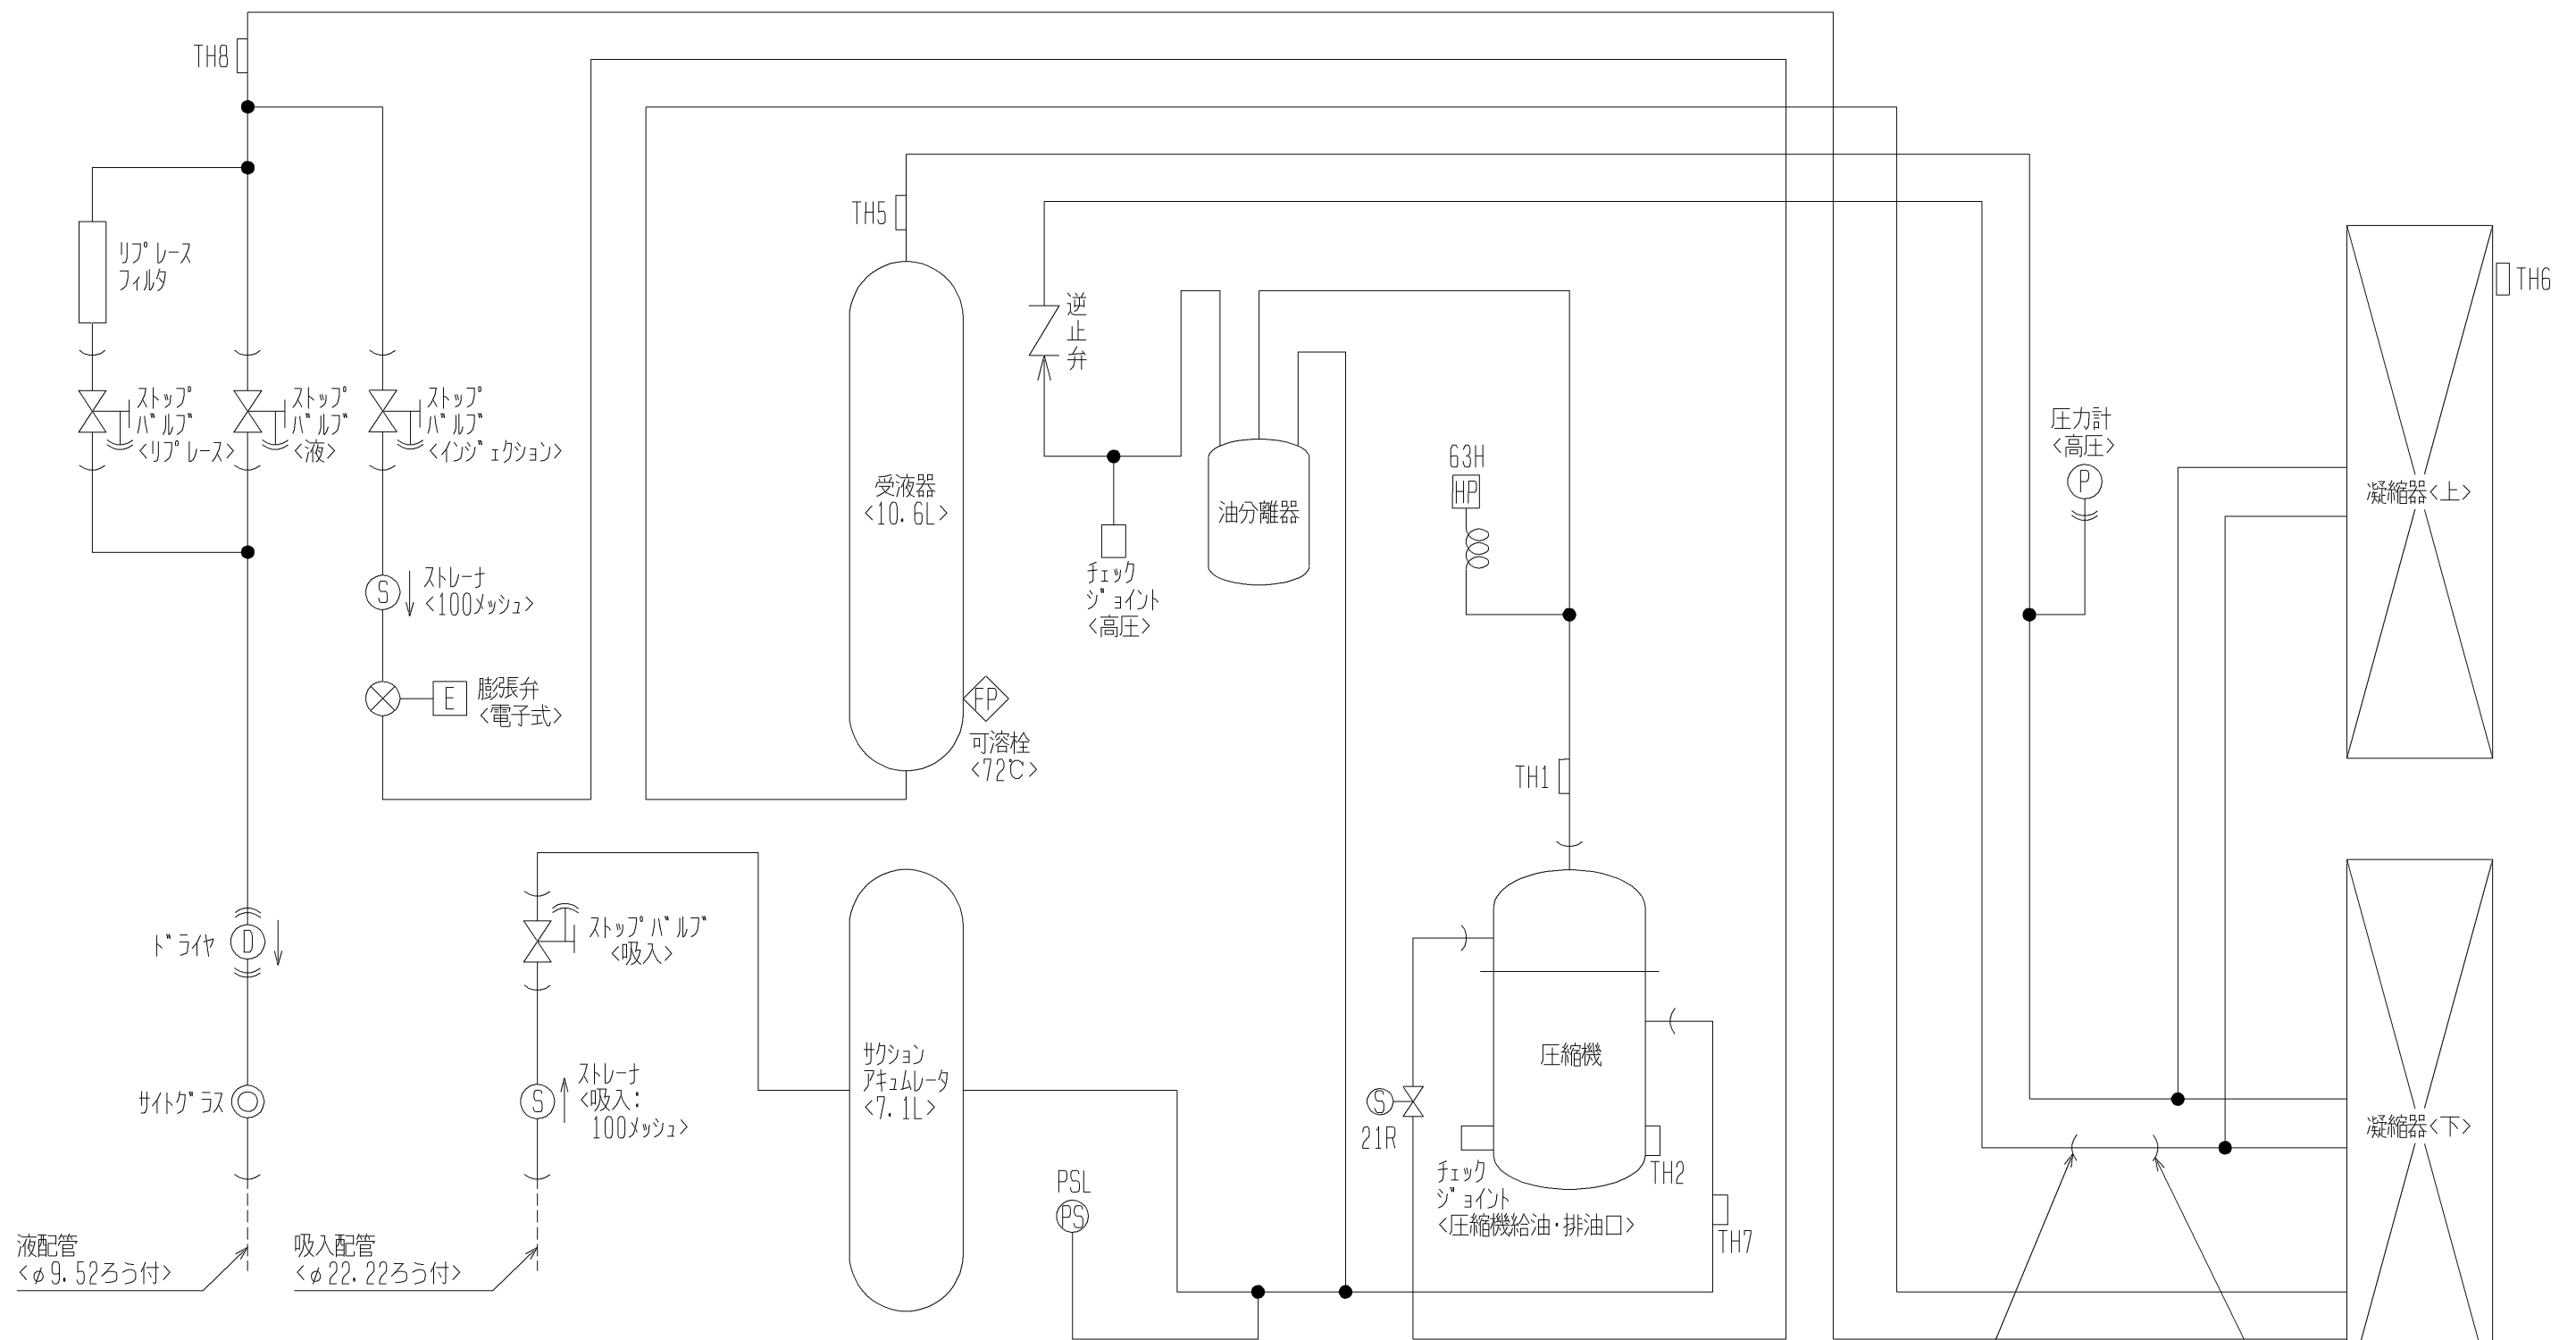 TH8
リプレース
フィルタ
ストップ
バルブ
<リプレース>
ストップ
バルブ
<液>
ストップ
バルブ
<インジェクション>
S
ストレーナ
<100メッシュ>
E
膨張弁
<電子式>
TH5
受液器
<10.6L>
FP
可溶栓
<72℃>
逆
止
弁
チェック
ジョイント
<高圧>
油分離器
63H
HP
TH1
圧力計
<高圧>
P
TH6
凝縮器<上>
ドライヤ
D
サイトグラス
液配管
<φ9.52ろう付>
ストップバルブ
<吸入>
S
ストレーナ
<吸入:
100メッシュ>
吸入配管
<φ22.22ろう付>
サクション
アキュムレータ
<7.1L>
PSL
PS
圧縮機
S
21R
チェック
ジョイント
<圧縮機給油・排油口>
TH2
TH7
凝縮器<下>